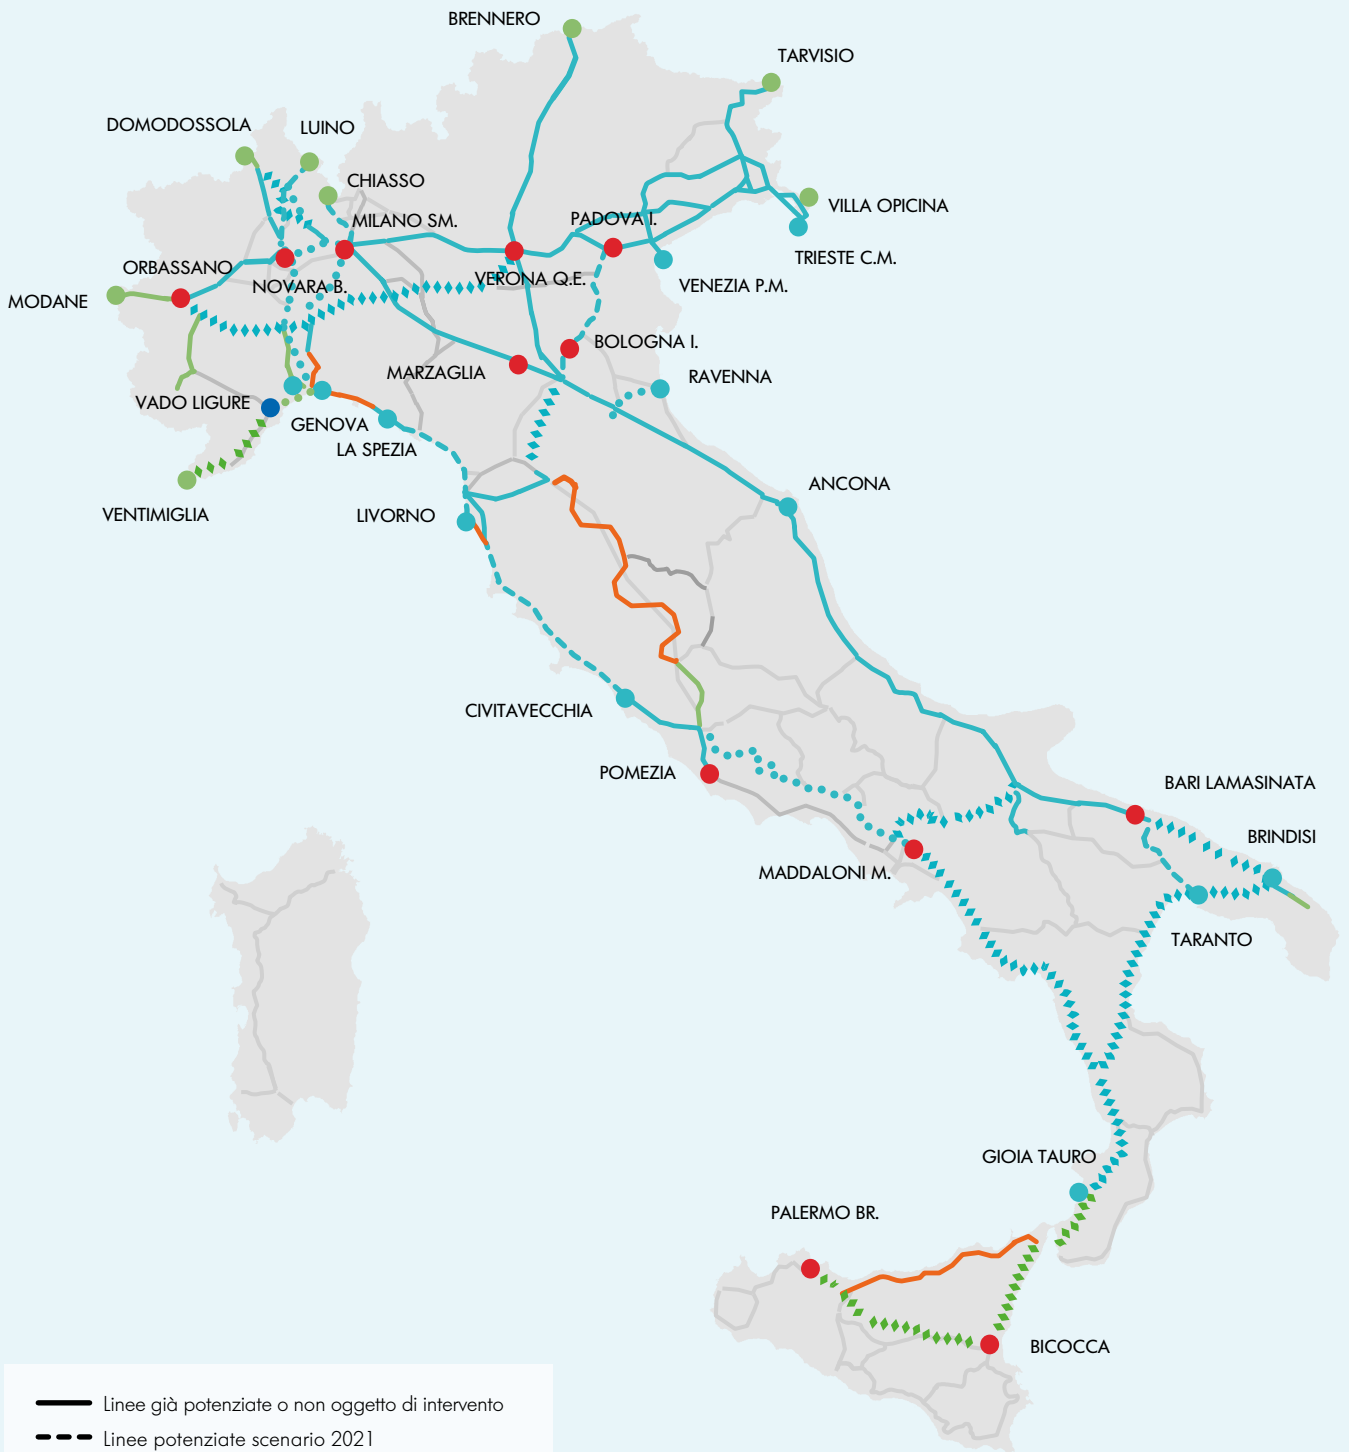 BRENNERO
TARVISIO
DOMODOSSOLA
LUINO
CHIASSO
MILANO SM.
VILLA OPICINA
PADOVA I.
TRIESTE C.M.
ORBASSANO
NOVARA B.
VERONA Q.E.
VENEZIA P.M.
MODANE
BOLOGNA I.
MARZAGLIA
RAVENNA
VADO LIGURE
GENOVA
LA SPEZIA
ANCONA
VENTIMIGLIA
LIVORNO
CIVITAVECCHIA
POMEZIA
BARI LAMASINATA
BRINDISI
MADDALONI M.
TARANTO
GIOIA TAURO
PALERMO BR.
BICOCCA
Linee già potenziate o non oggetto di intervento
Linee potenziate scenario 2021